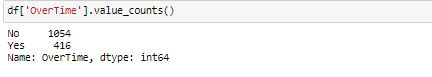 df['OverTime'].value_counts()
No     1054
Yes     416
Name: OverTime, dtype: int64